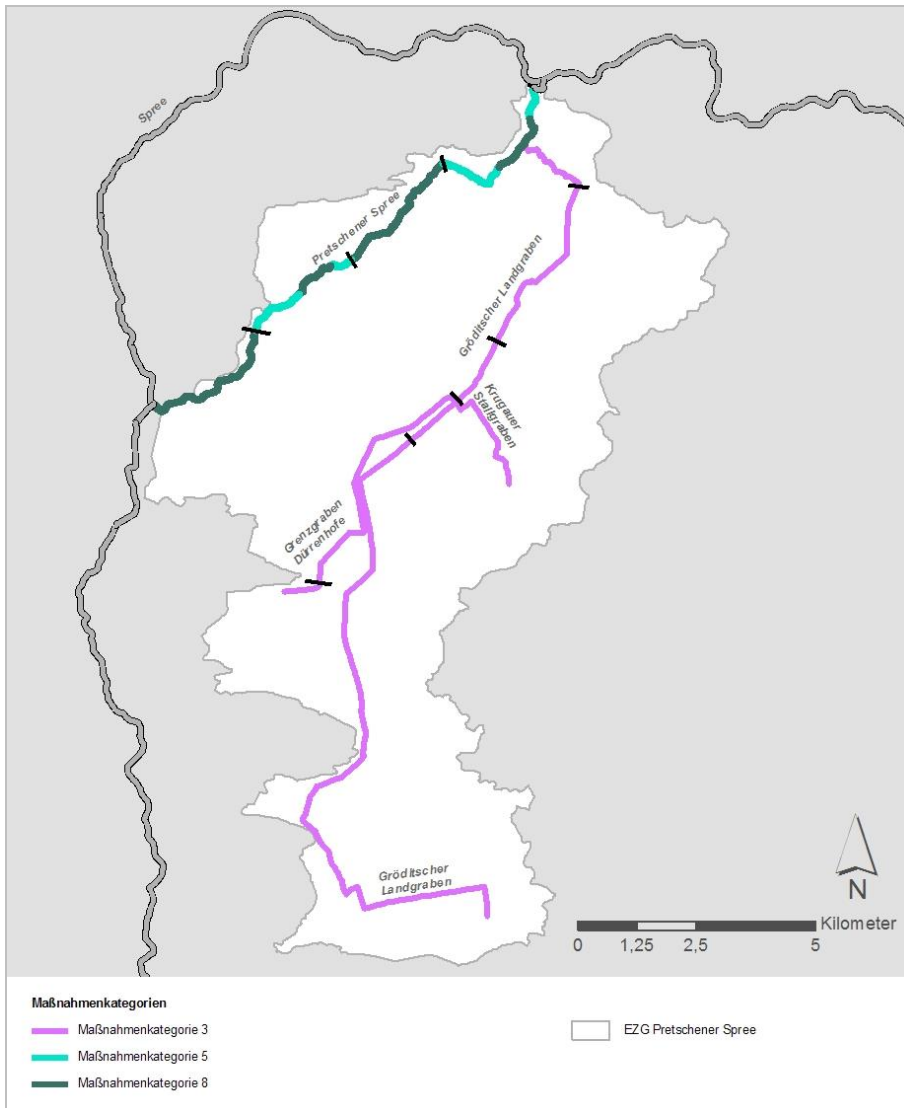 Spree
Pretschener Spree
Gröditscher Landgraben
Krugauer
Stallgraben
Grenzgraben
Dürrenhofe
Gröditscher
Landgraben
N
Kilometer
0 1,25 2,5 5
Maßnahmenkategorien
Maßnahmenkategorie 3
EZG Pretschener Spree
Maßnahmenkategorie 5
Maßnahmenkategorie 8